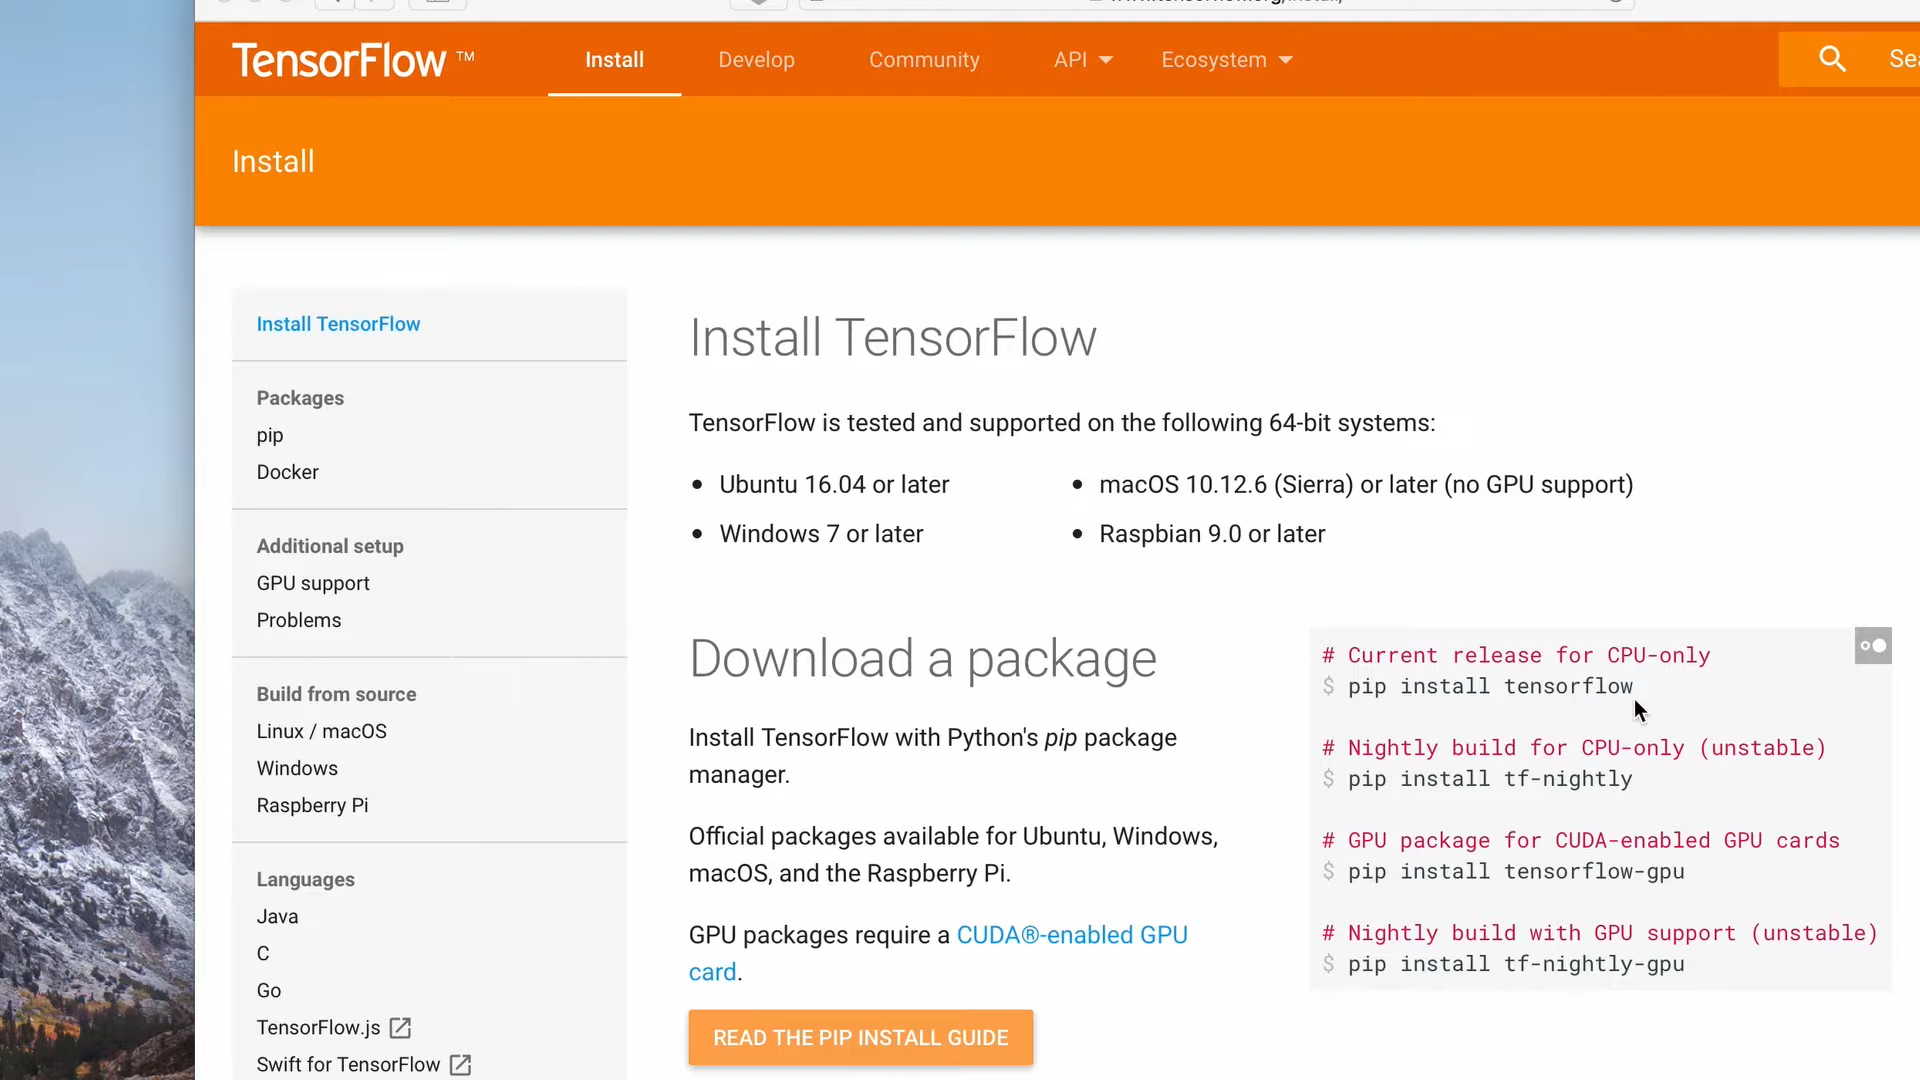 TensorFlow ™
Install
Develop
Community
API
Ecosystem
Install
Install TensorFlow
Packages
pip
Docker
Additional setup
GPU support
Problems
Build from source
Linux / macOS
Windows
Raspberry Pi
Languages
Java
C
Go
TensorFlow.js
Swift for TensorFlow
Install TensorFlow
TensorFlow is tested and supported on the following 64-bit systems:
• Ubuntu 16.04 or later
• Windows 7 or later
• macOS 10.12.6 (Sierra) or later (no GPU support)
• Raspbian 9.0 or later
Download a package
Install TensorFlow with Python's pip package
manager.
Official packages available for Ubuntu, Windows,
macOS, and the Raspberry Pi.
GPU packages require a CUDA®-enabled GPU
card.
READ THE PIP INSTALL GUIDE
# Current release for CPU-only
$ pip install tensorflow
# Nightly build for CPU-only (unstable)
$ pip install tf-nightly
# GPU package for CUDA-enabled GPU cards
$ pip install tensorflow-gpu
# Nightly build with GPU support (unstable)
$ pip install tf-nightly-gpu